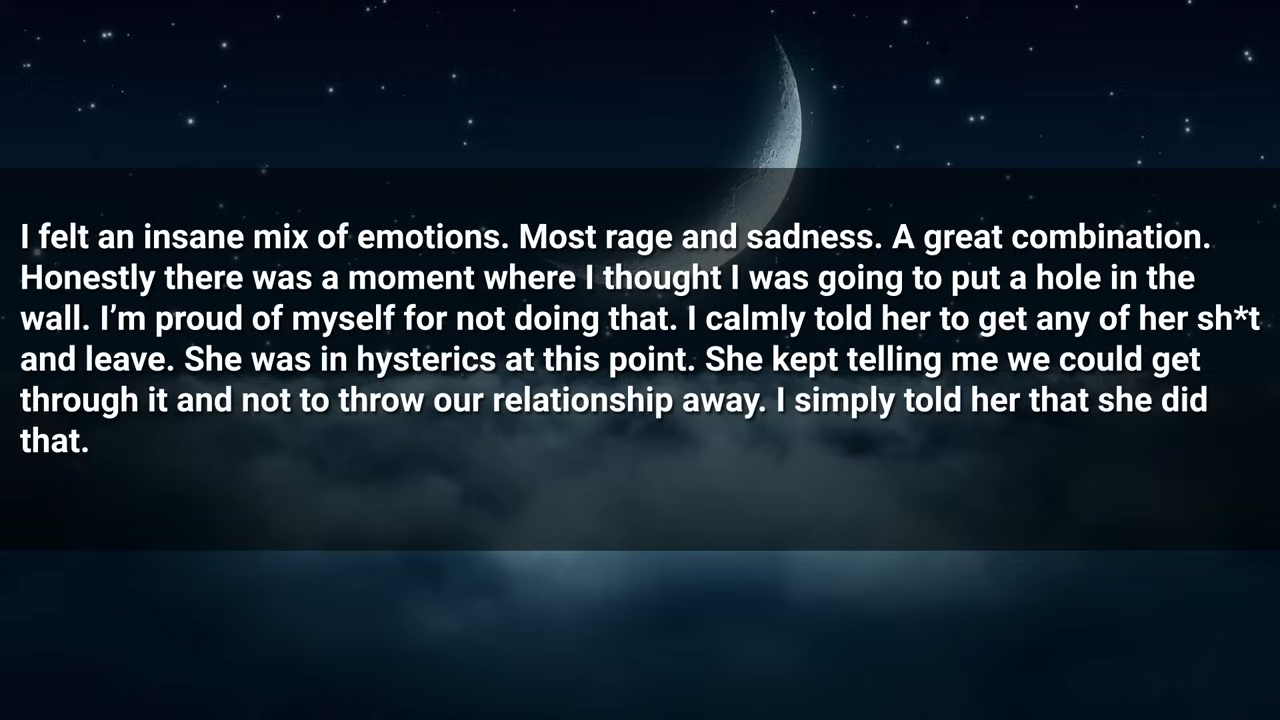 I felt an insane mix of emotions. Most rage and sadness. A great combination.
Honestly there was a moment where I thought I was going to put a hole in the
wall. I’m proud of myself for not doing that. I calmly told her to get any of her sh*t
and leave. She was in hysterics at this point. She kept telling me we could get
through it and not to throw our relationship away. I simply told her that she did
that.